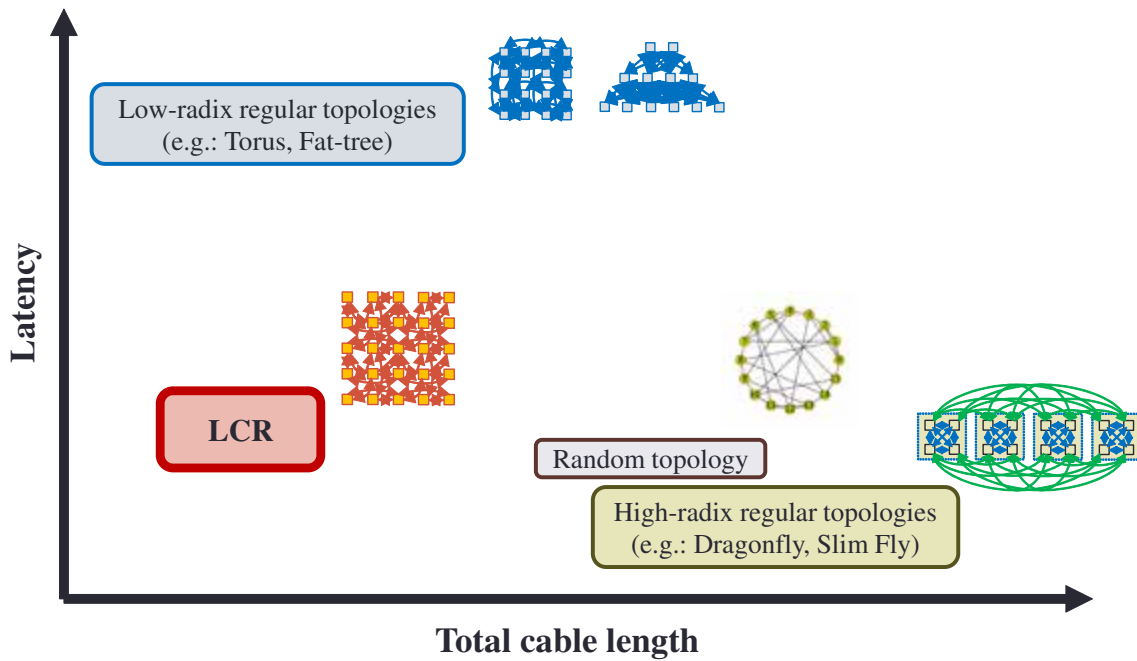 Low-radix regular topologies
(e.g.: Torus, Fat-tree)
Latency
LCR
Random topology
High-radix regular topologies
(e.g.: Dragonfly, Slim Fly)
Total cable length